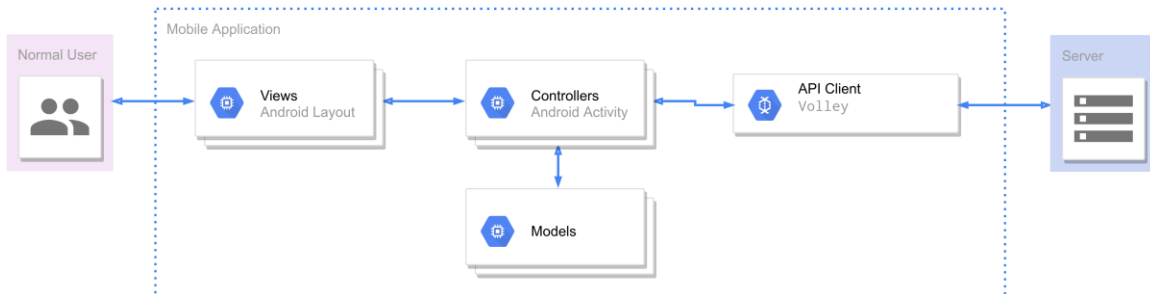 Mobile Application
Normal User
Server
Views
Android Layout
Controllers
Android Activity
API Client
Volley
Models